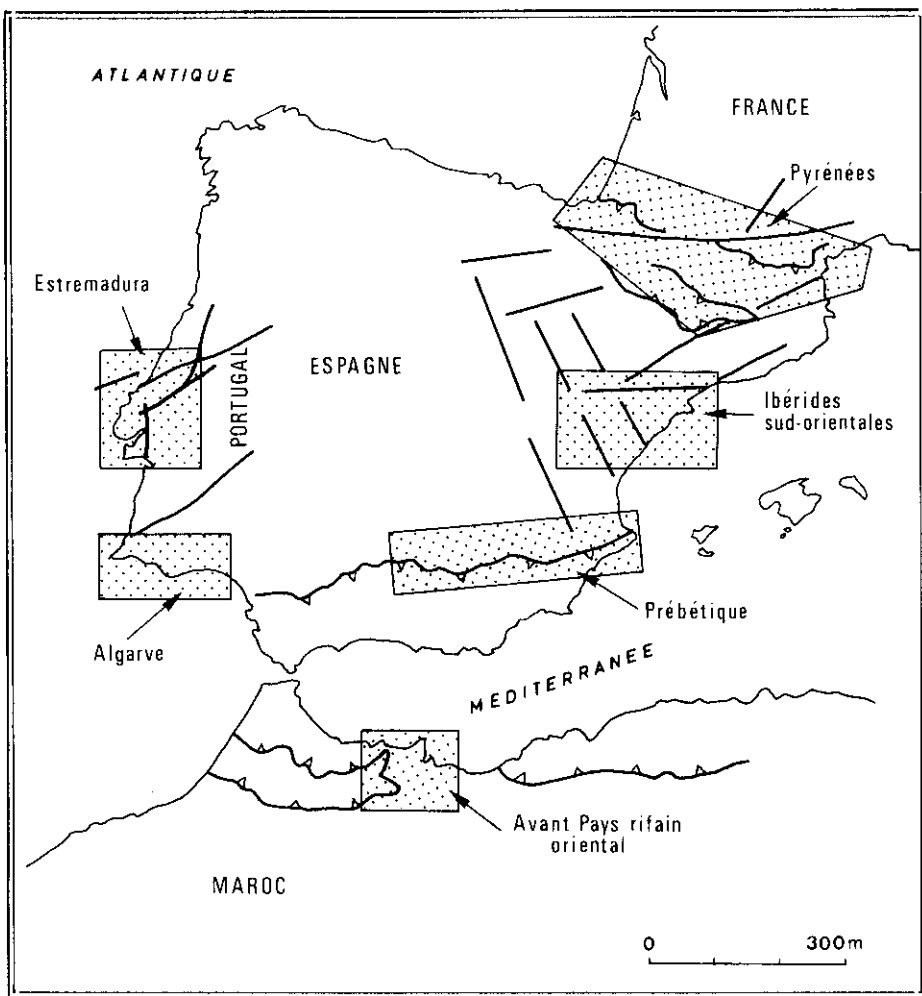 ATLANTIQUE
FRANCE
Pyrénées
Estremadura
PORTUGAL
ESPAGNE
Ibérides
sud-orientales
Algarve
Prébétique
MEDITERRANEE
Avant Pays rifain
oriental
MAROC
0 300m